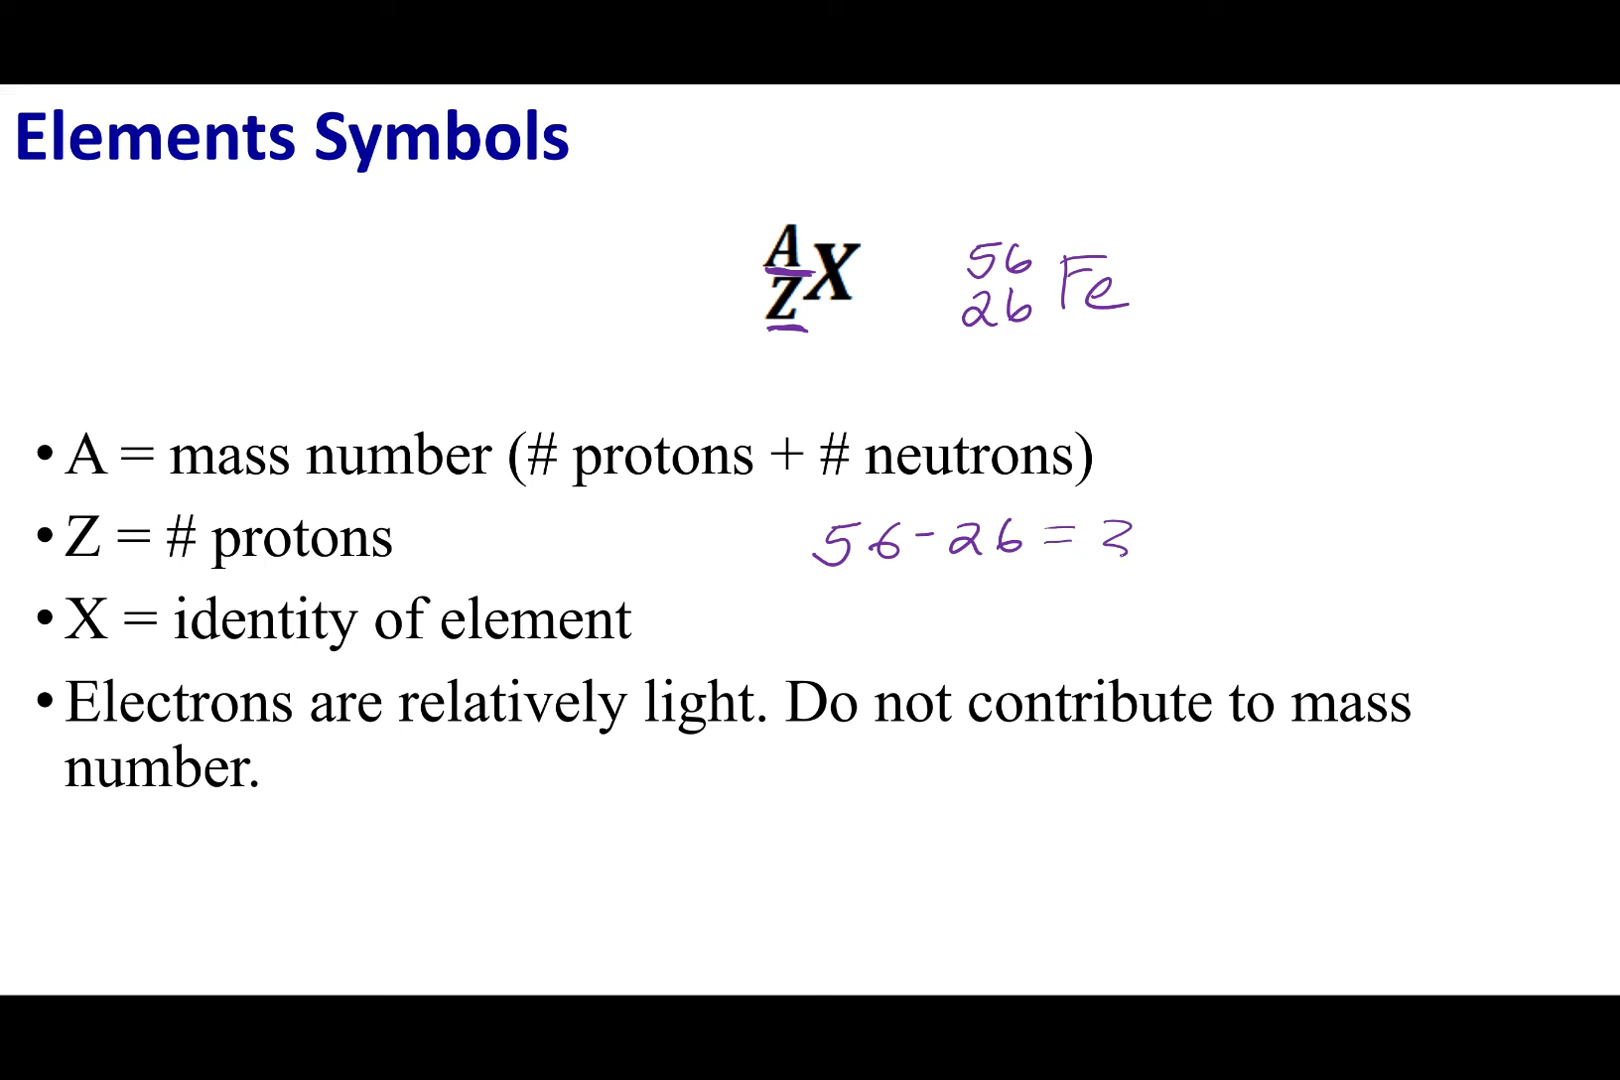 Elements Symbols
A
Z X 56
26 Fe
• A = mass number (# protons + # neutrons)
• Z = # protons 56 - 26 = 3
• X = identity of element
• Electrons are relatively light. Do not contribute to mass
number.